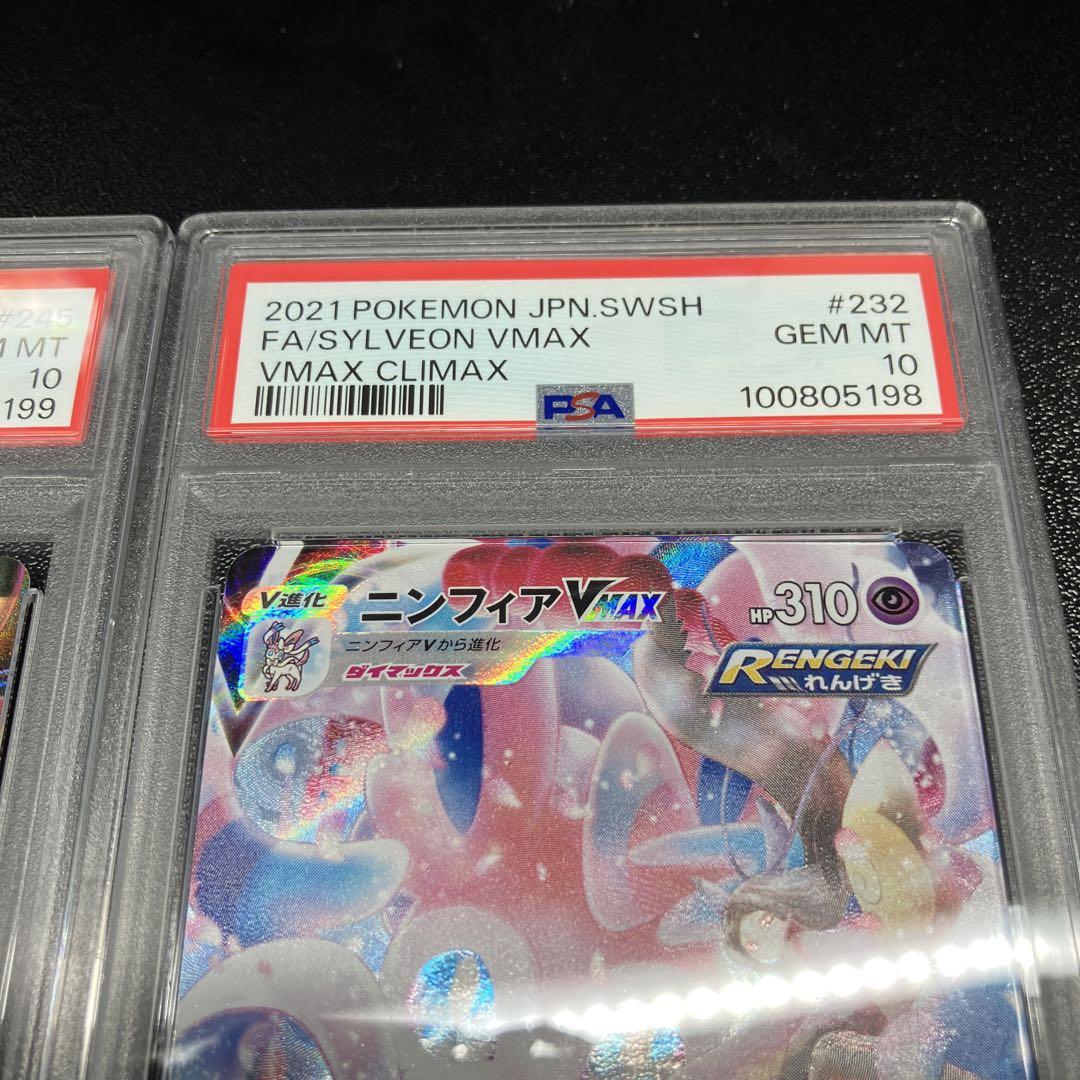 #245
MT
10
199
2021 POKEMON JPN.SWSH #232
FA/SYLVEON VMAX GEM MT
VMAX CLIMAX 10
PSA 100805198
V進化 ニンフィアVMAX HP310
ニンフィアVから進化
ダイマックス
RENGEKI
れんげき